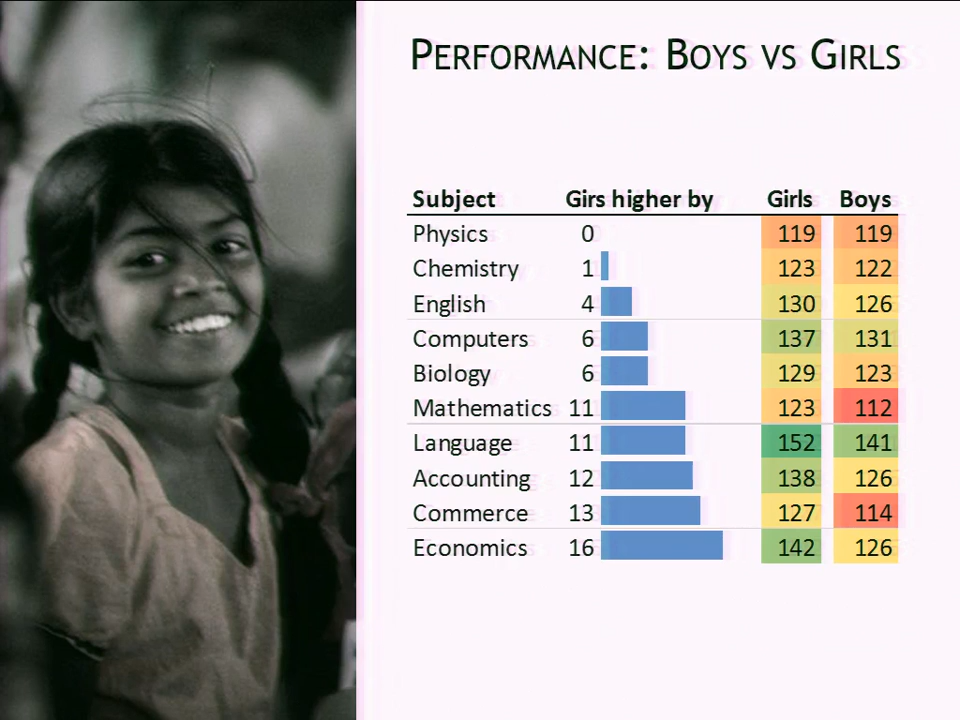 PERFORMANCE: BOYS VS GIRLS
Subject Girs higher by Girls Boys
Physics 0 119 119
Chemistry 1 123 122
English 4 130 126
Computers 6 137 131
Biology 6 129 123
Mathematics 11 123 112
Language 11 152 141
Accounting 12 138 126
Commerce 13 127 114
Economics 16 142 126